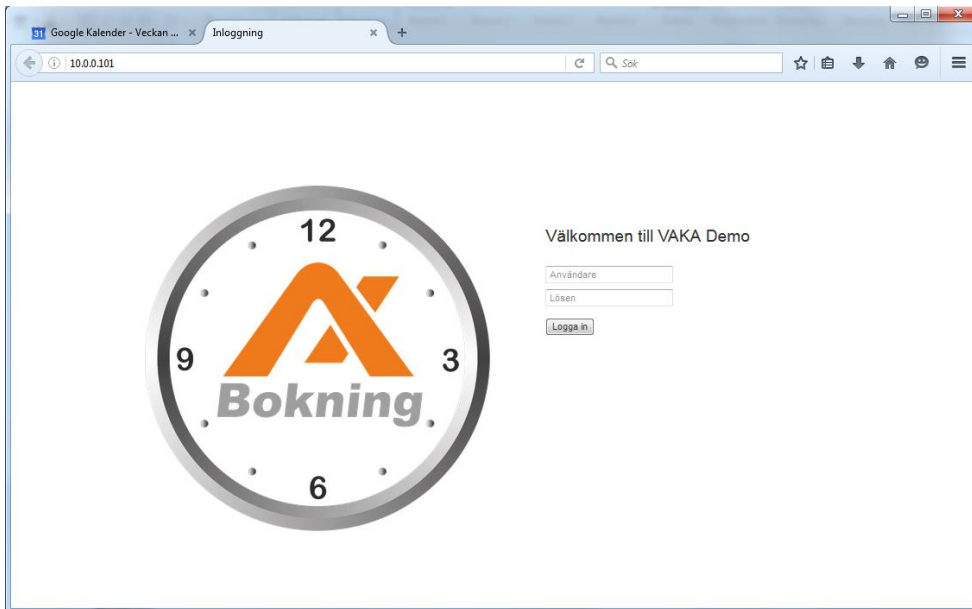 31 Google Kalender - Veckan ...
Inloggning
10.0.0.101
Sök
12
9
3
6
Bokning
Välkommen till VAKA Demo
Användare
Lösen
Logga in